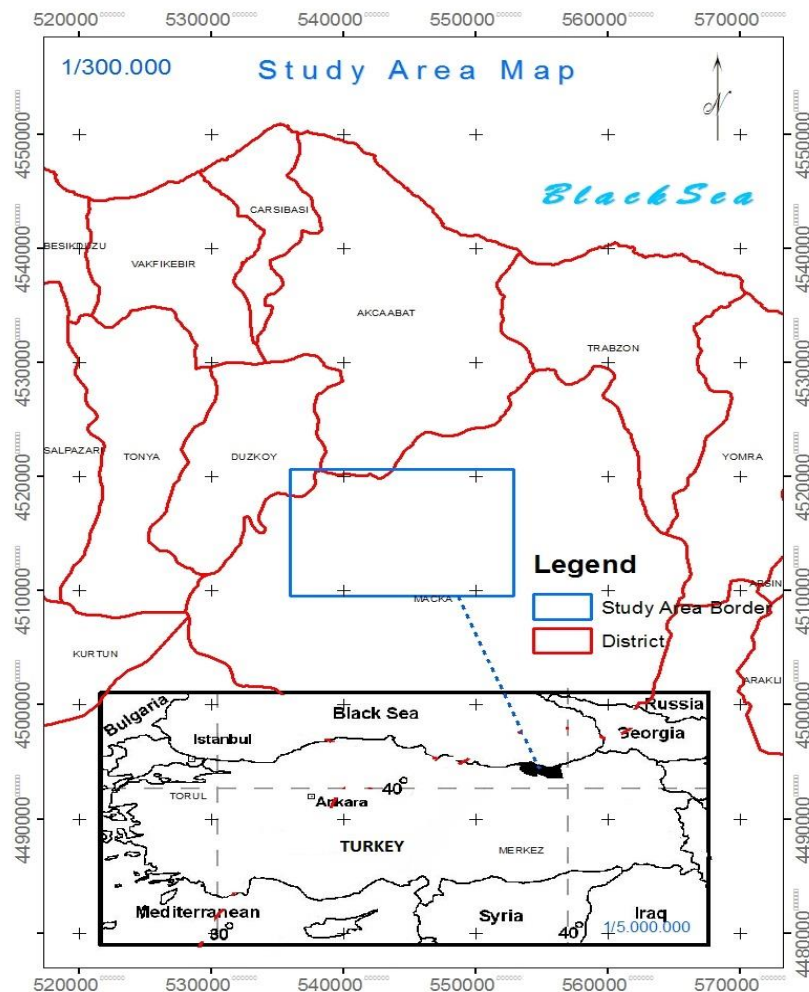 520000 530000 540000 550000 560000 570000
1/300.000 Study Area Map
N
4550000 4550000
BlackSea
CARSIBASI
4540000 BESIKDUZU 4540000
VAKFIKEBIR
AKCAABAT
TRABZON
4530000 4530000
SALPAZARI TONYA DUZKOY YOMRA
4520000 4520000
Legend
ARSIN
4510000 MACKA Study Area Border 4510000
District
KURTUN
ARAKLI
4500000 4500000
Bulgaria Black Sea Russia
Istanbul Georgia
TORUL 40°
Ankara
4490000 4490000
TURKEY MERKEZ
Mediterranean Syria Iraq
30° 40° 1/5.000.000
4480000 4480000
520000 530000 540000 550000 560000 570000